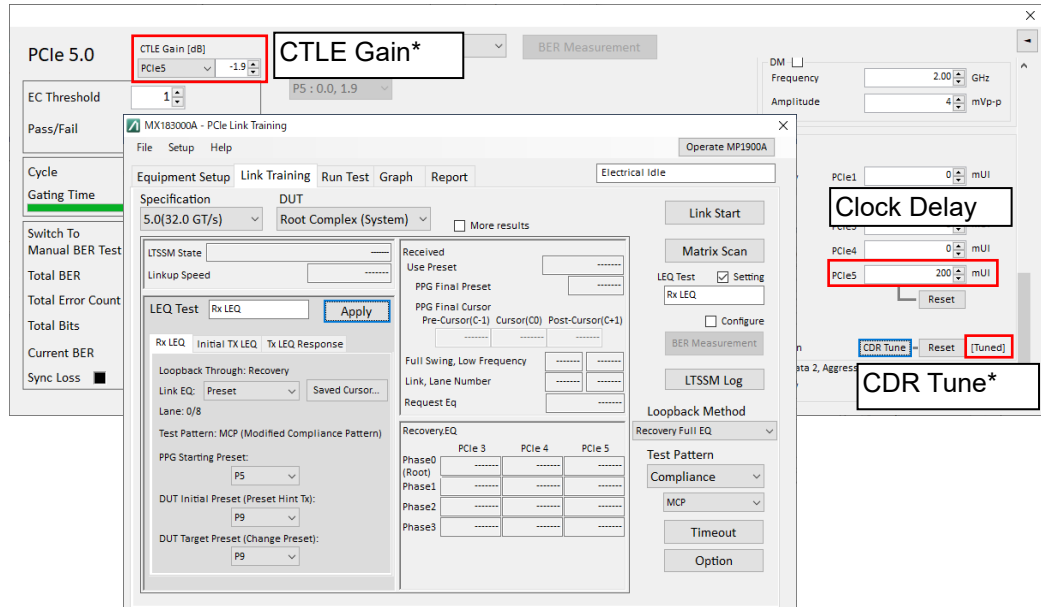 PCIe 5.0
CTLE Gain [dB]
PCIe5 -1.9
CTLE Gain*
BER Measurement
P5 : 0.0, 1.9
EC Threshold 1
Pass/Fail
Cycle
Gating Time
Switch To
Manual BER Test
Total BER
Total Error Count
Total Bits
Current BER
Sync Loss
DM
Frequency 2.00 GHz
Amplitude 4 mVp-p
PCIe1 0 mUI
Clock Delay
PCIe4 0 mUI
PCIe5 200 mUI
Reset
CDR Tune Reset [Tuned]
CDR Tune*
MX183000A - PCIe Link Training
File Setup Help
Operate MP1900A
Equipment Setup Link Training Run Test Graph Report
Electrical Idle
Specification DUT
5.0(32.0 GT/s) Root Complex (System)
More results
Link Start
LTSSM State ------
Linkup Speed -------
LEQ Test Rx LEQ Apply
Rx LEQ Initial TX LEQ Tx LEQ Response
Loopback Through: Recovery
Link EQ: Preset Saved Cursor...
Lane: 0/8
Test Pattern: MCP (Modified Compliance Pattern)
PPG Starting Preset:
P5
DUT Initial Preset (Preset Hint Tx):
P9
DUT Target Preset (Change Preset):
P9
Received
Use Preset -------
PPG Final Preset -------
PPG Final Cursor
Pre-Cursor(C-1) Cursor(C0) Post-Cursor(C+1)
------- ------- -------
Full Swing, Low Frequency ------- -------
Link, Lane Number ------- -------
Request Eq -------
Recovery.EQ
PCIe 3 PCIe 4 PCIe 5
Phase0 ------- ------- -------
(Root)
Phase1 ------- ------- -------
Phase2 ------- ------- -------
Phase3 ------- ------- -------
Matrix Scan
LEQ Test Setting
Rx LEQ
Configure
BER Measurement
LTSSM Log
Loopback Method
Recovery Full EQ
Test Pattern
Compliance
MCP
Timeout
Option